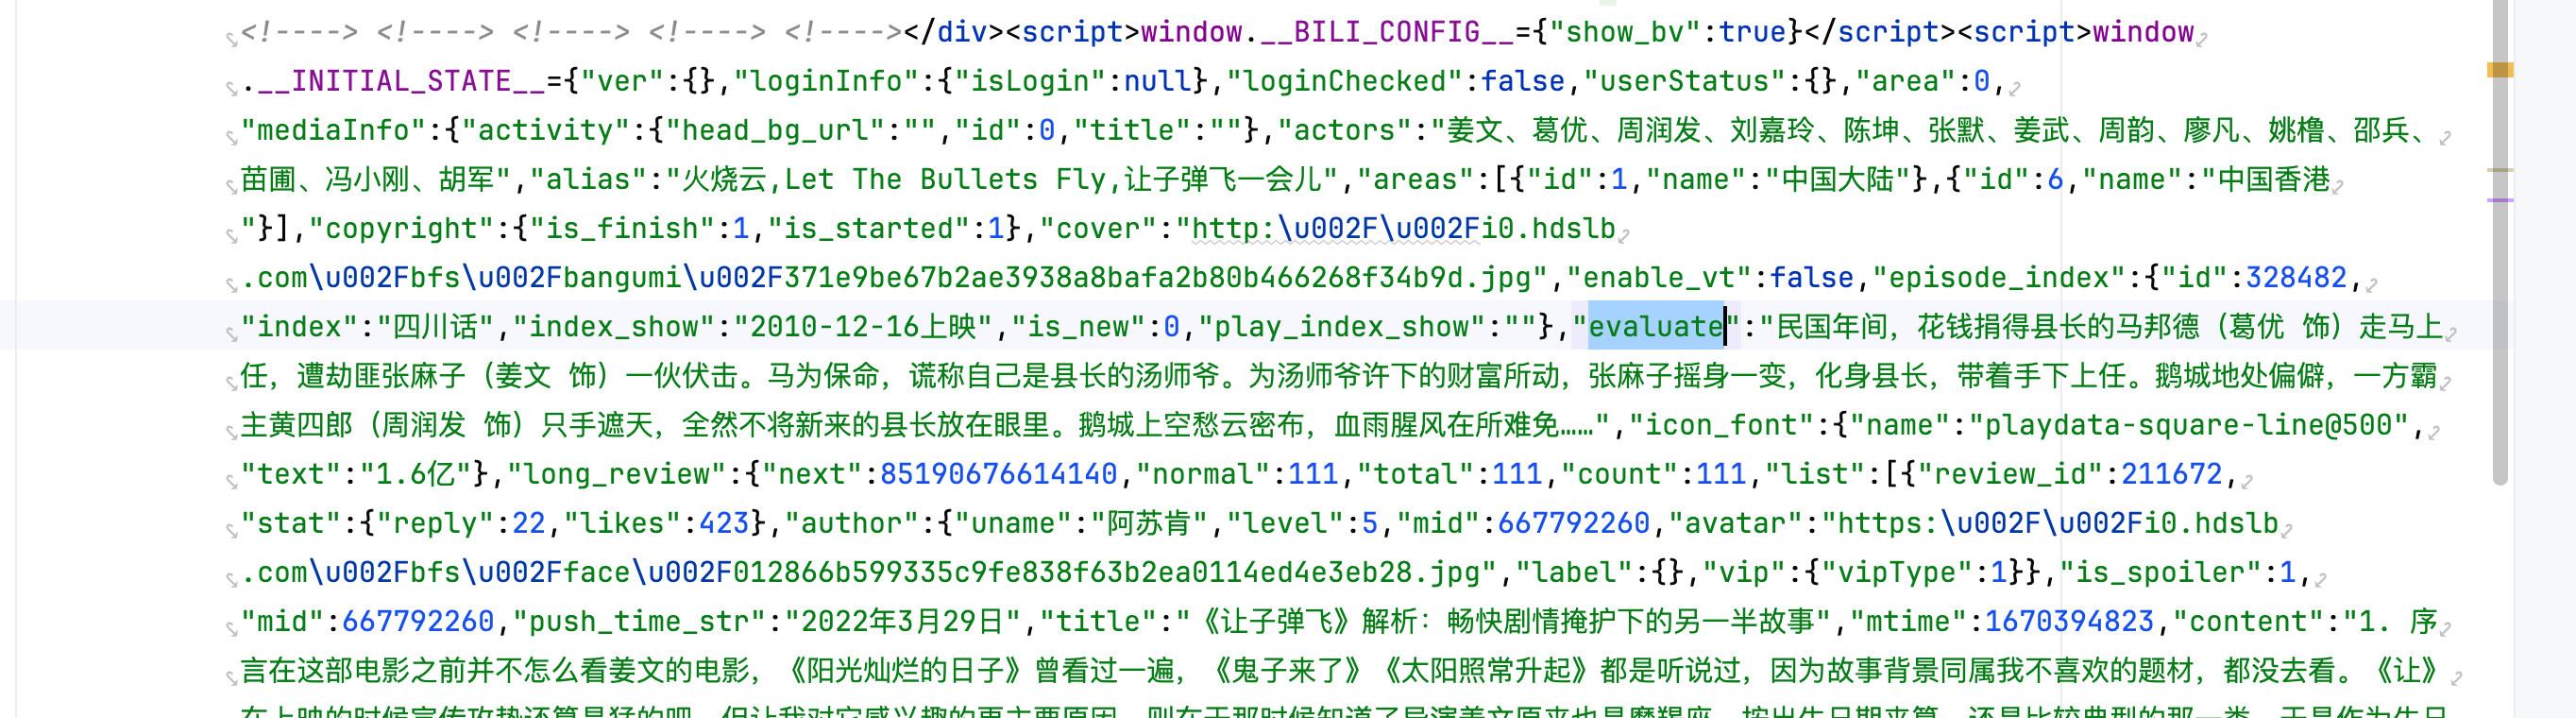 <!----> <!----> <!----> <!----> <!----></div><script>window.__BILI_CONFIG__={"show_bv":true}</script><script>window
.__INITIAL_STATE__={"ver":{},"loginInfo":{"isLogin":null},"loginChecked":false,"userStatus":{},"area":0,
"mediaInfo":{"activity":{"head_bg_url":"","id":0,"title":""},"actors":"姜文、葛优、周润发、刘嘉玲、陈坤、张默、姜武、周韵、廖凡、姚橹、邵兵、
苗圃、冯小刚、胡军","alias":"火烧云,Let The Bullets Fly,让子弹飞一会儿","areas":[{"id":1,"name":"中国大陆"},{"id":6,"name":"中国香港
"}],"copyright":{"is_finish":1,"is_started":1},"cover":"http:\u002F\u002Fi0.hdslb
.com\u002Fbfs\u002Fbangumi\u002F371e9be67b2ae3938a8bafa2b80b466268f34b9d.jpg","enable_vt":false,"episode_index":{"id":328482,
"index":"四川话","index_show":"2010-12-16上映","is_new":0,"play_index_show":""},"evaluate":"民国年间，花钱捐得县长的马邦德（葛优 饰）走马上
任，遭劫匪张麻子（姜文 饰）一伙伏击。马为保命，谎称自己是县长的汤师爷。为汤师爷许下的财富所动，张麻子摇身一变，化身县长，带着手下上任。鹅城地处偏僻，一方霸
主黄四郎（周润发 饰）只手遮天，全然不将新来的县长放在眼里。鹅城上空愁云密布，血雨腥风在所难免……","icon_font":{"name":"playdata-square-line@500",
"text":"1.6亿"},"long_review":{"next":85190676614140,"normal":111,"total":111,"count":111,"list":[{"review_id":211672,
"stat":{"reply":22,"likes":423},"author":{"uname":"阿苏肯","level":5,"mid":667792260,"avatar":"https:\u002F\u002Fi0.hdslb
.com\u002Fbfs\u002Fface\u002F012866b599335c9fe838f63b2ea0114ed4e3eb28.jpg","label":{},"vip":{"vipType":1}},"is_spoiler":1,
"mid":667792260,"push_time_str":"2022年3月29日","title":"《让子弹飞》解析：畅快剧情掩护下的另一半故事","mtime":1670394823,"content":"1. 序
言在这部电影之前并不怎么看姜文的电影，《阳光灿烂的日子》曾看过一遍，《鬼子来了》《太阳照常升起》都是听说过，因为故事背景同属我不喜欢的题材，都没去看。《让》